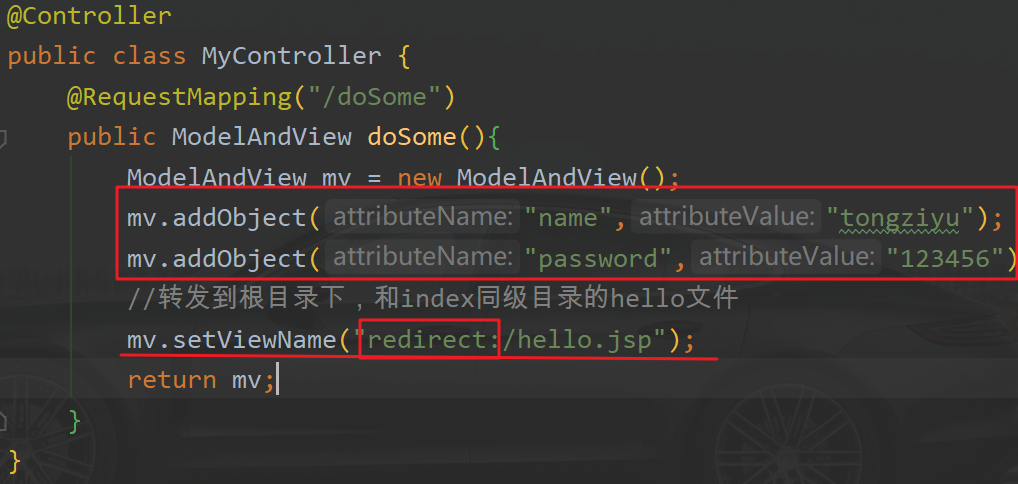 @Controller
public class MyController {
@RequestMapping("/doSome")
public ModelAndView doSome(){
ModelAndView mv = new ModelAndView();
mv.addObject( attributeName: "name", attributeValue: "tongziyu");
mv.addObject( attributeName: "password", attributeValue: "123456")
//转发到根目录下，和index同级目录的hello文件
mv.setViewName("redirect:/hello.jsp");
return mv;
}
}